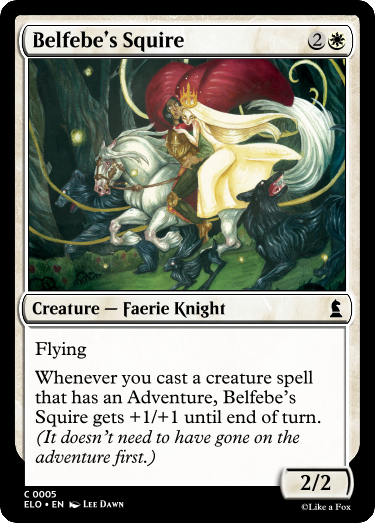 Belfebe's Squire 2
Creature — Faerie Knight
Flying
Whenever you cast a creature spell
that has an Adventure, Belfebe's
Squire gets +1/+1 until end of turn.
(It doesn't need to have gone on the
adventure first.)
2/2
C 0005
ELO • EN Lee Dawn
©Like a Fox